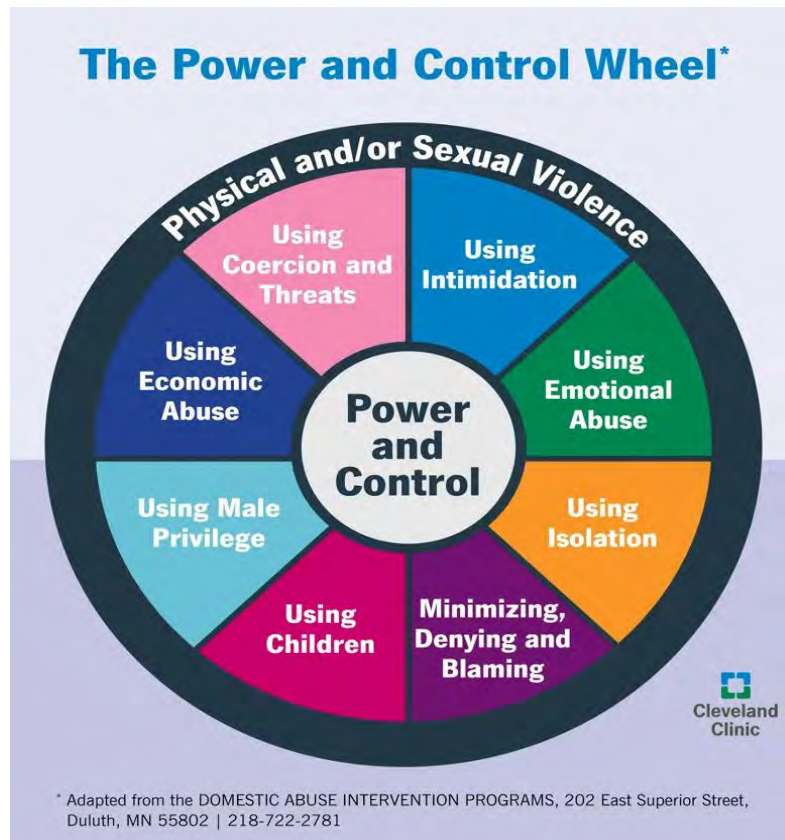 The Power and Control Wheel*
Physical and/or Sexual Violence
Using
Coercion and
Threats
Using
Intimidation
Using
Economic
Abuse
Using
Emotional
Abuse
Power
and
Control
Using Male
Privilege
Using
Isolation
Using
Children
Minimizing,
Denying and
Blaming
Cleveland
Clinic
* Adapted from the DOMESTIC ABUSE INTERVENTION PROGRAMS, 202 East Superior Street,
Duluth, MN 55802 | 218-722-2781